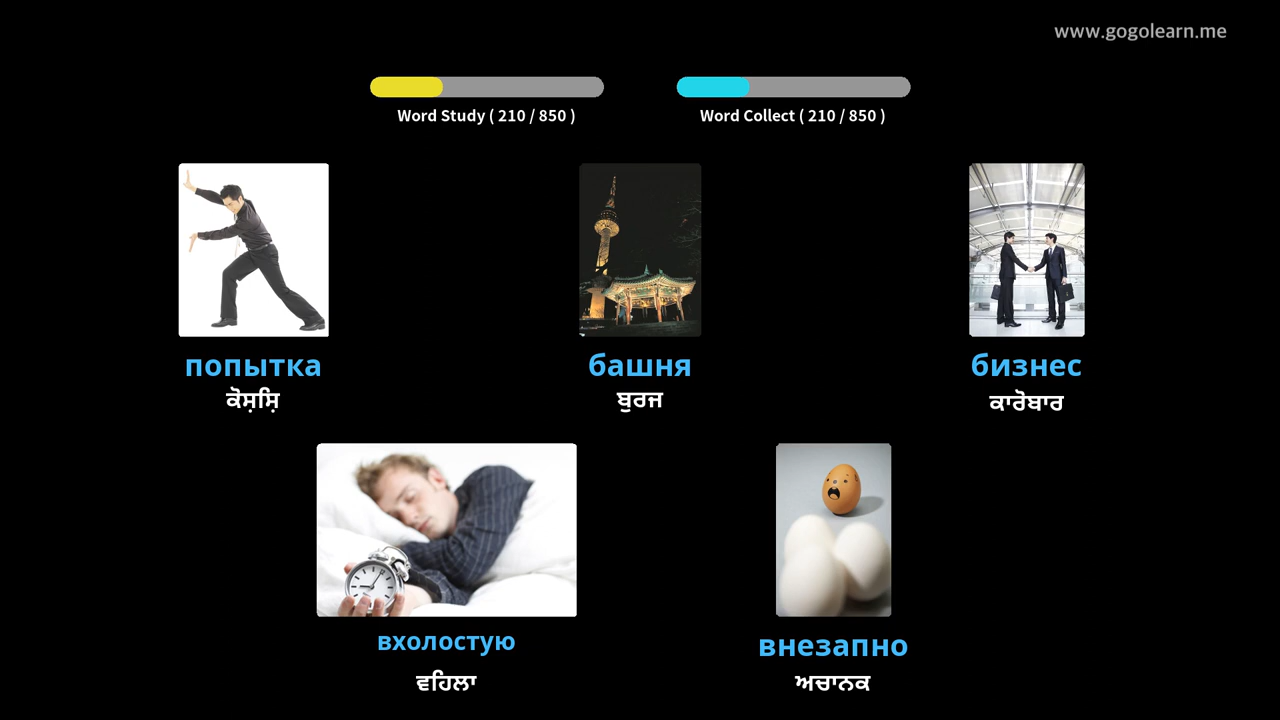 www.gogolearn.me
Word Study ( 210 / 850 )
Word Collect ( 210 / 850 )
попытка
ਕੋਸ਼ਸ਼ਿ
башня
ਬੁਰਜ
бизнес
ਕਾਰੋਬਾਰ
вхолостую
ਵਹਿਲਾ
внезапно
ਅਚਾਨਕ